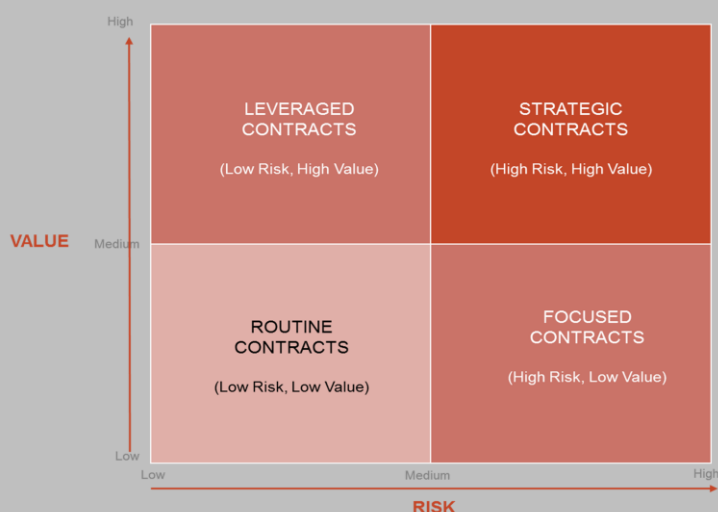 High
LEVERAGED
CONTRACTS
(Low Risk, High Value)
STRATEGIC
CONTRACTS
(High Risk, High Value)
VALUE
Medium
ROUTINE
CONTRACTS
(Low Risk, Low Value)
FOCUSED
CONTRACTS
(High Risk, Low Value)
Low
Low
Medium
High
RISK